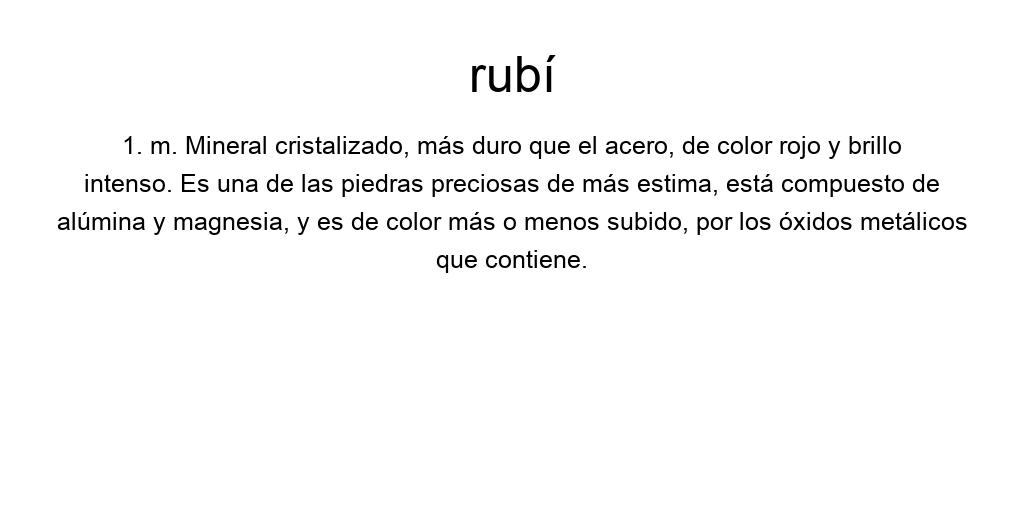 rubí
1. m. Mineral cristalizado, más duro que el acero, de color rojo y brillo
intenso. Es una de las piedras preciosas de más estima, está compuesto de
alúmina y magnesia, y es de color más o menos subido, por los óxidos metálicos
que contiene.